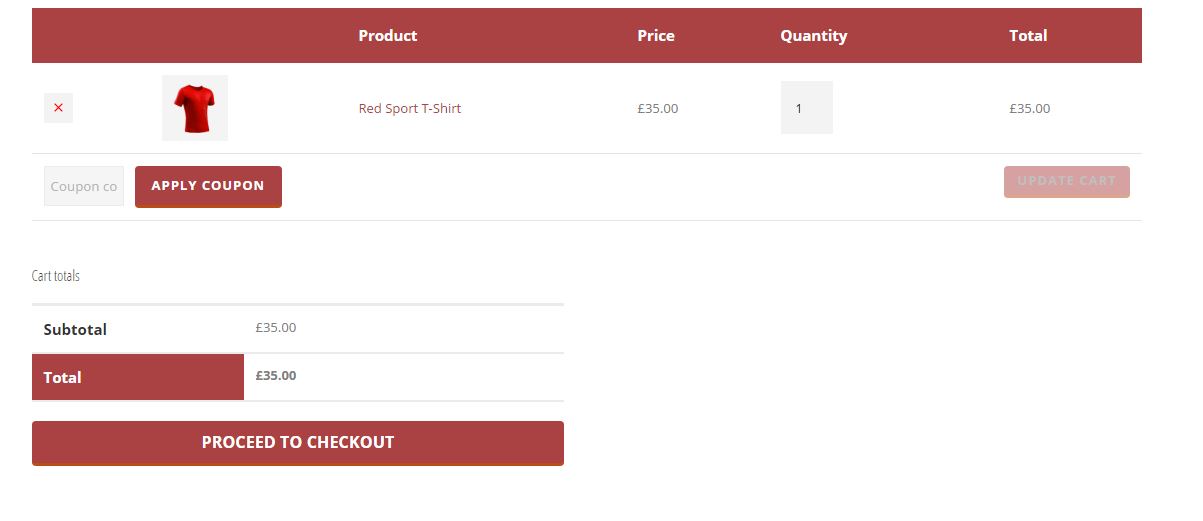 Product Price Quantity Total
× Red Sport T-Shirt £35.00 1 £35.00
Coupon co APPLY COUPON UPDATE CART
Cart totals
Subtotal £35.00
Total £35.00
PROCEED TO CHECKOUT